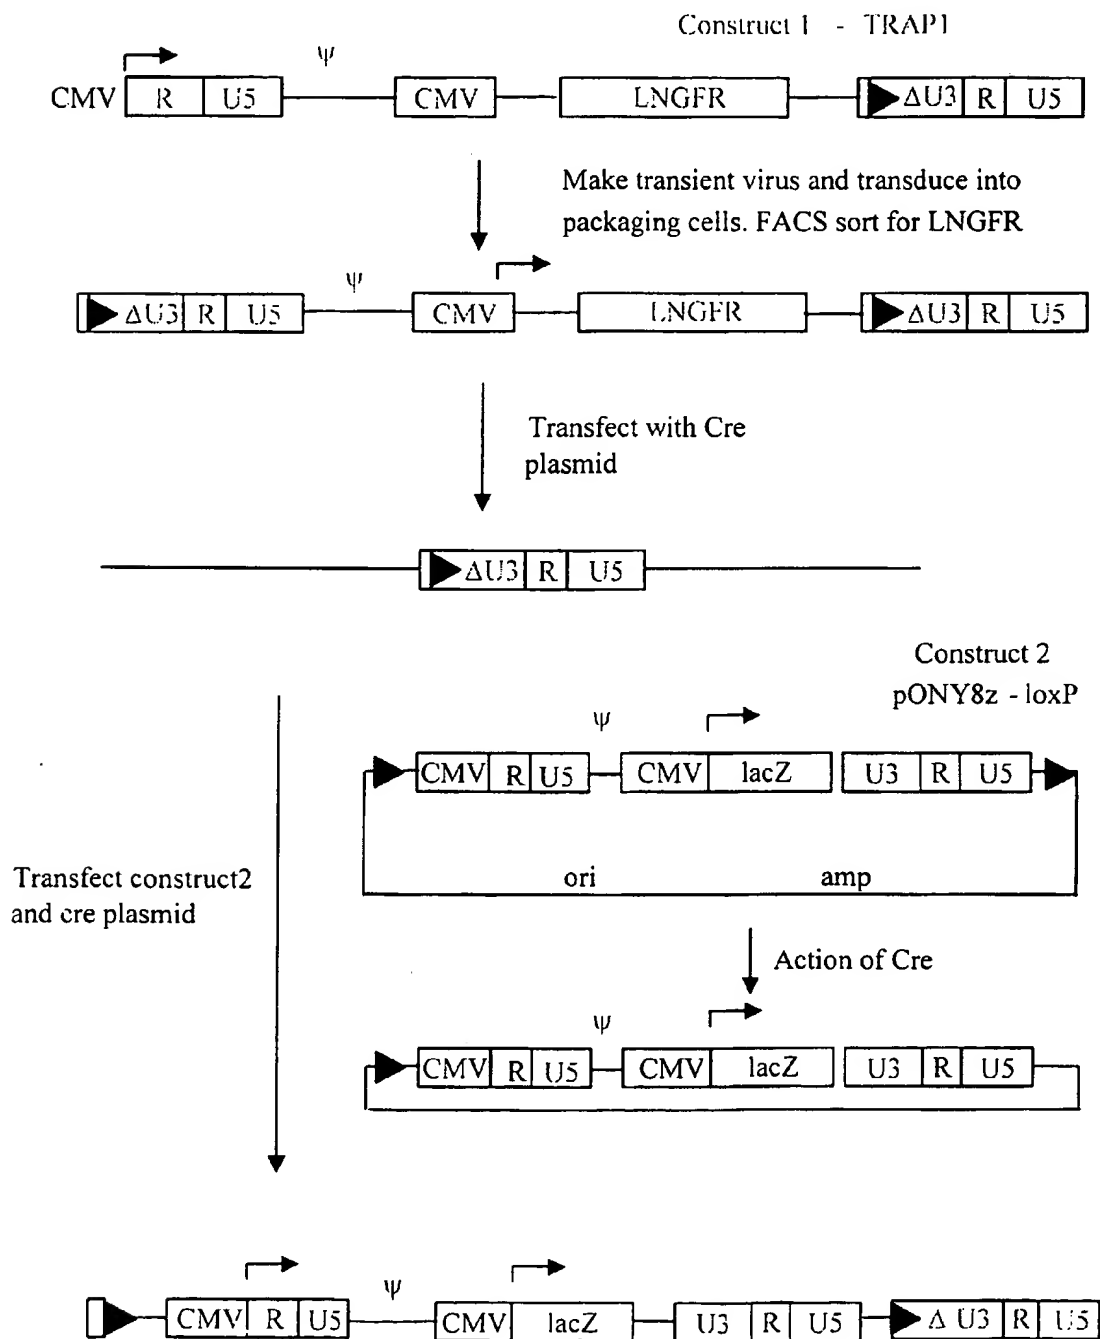 Construct 1 - TRAP1
ψ
CMV R U5 CMV LNGFR ΔU3 R U5
Make transient virus and transduce into
packaging cells. FACS sort for LNGFR
ψ
ΔU3 R U5 CMV LNGFR ΔU3 R U5
Transfect with Cre
plasmid
ΔU3 R U5
Construct 2
pONY8z - loxP
ψ
CMV R U5 CMV lacZ U3 R U5
ori amp
Transfect construct2
and cre plasmid
Action of Cre
ψ
CMV R U5 CMV lacZ U3 R U5
ψ
CMV R U5 CMV lacZ U3 R U5 Δ U3 R U5